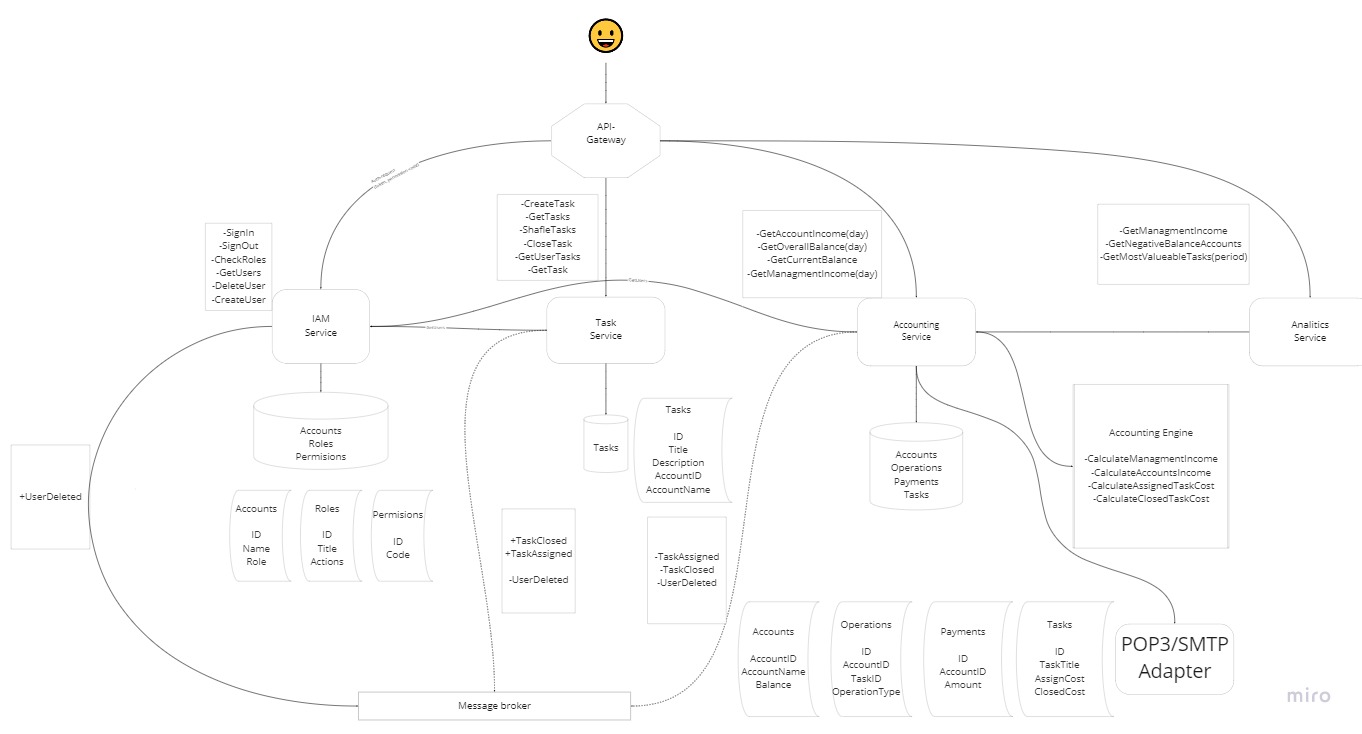 API-
Gateway
-SignIn
-SignOut
-CheckRoles
-GetUsers
-DeleteUser
-CreateUser
-CreateTask
-GetTasks
-ShafleTasks
-CloseTask
-GetUserTasks
-GetTask
-GetAccountIncome(day)
-GetOverallBalance(day)
-GetCurrentBalance
-GetManagmentIncome(day)
-GetManagmentIncome
-GetNegativeBalanceAccounts
-GetMostValueableTasks(period)
IAM
Service
Task
Service
Accounting
Service
Analitics
Service
Accounts
Roles
Permisions
Tasks
Tasks
ID
Title
Description
AccountID
AccountName
Accounts
Operations
Payments
Tasks
Accounting Engine
-CalculateManagmentIncome
-CalculateAccountsIncome
-CalculateAssignedTaskCost
-CalculateClosedTaskCost
+UserDeleted
Accounts
ID
Name
Role
Roles
ID
Title
Actions
Permisions
ID
Code
+TaskClosed
+TaskAssigned
-UserDeleted
-TaskAssigned
-TaskClosed
-UserDeleted
Accounts
AccountID
AccountName
Balance
Operations
ID
AccountID
TaskID
OperationType
Payments
ID
AccountID
Amount
Tasks
ID
TaskTitle
AssignCost
ClosedCost
POP3/SMTP
Adapter
Message broker
miro